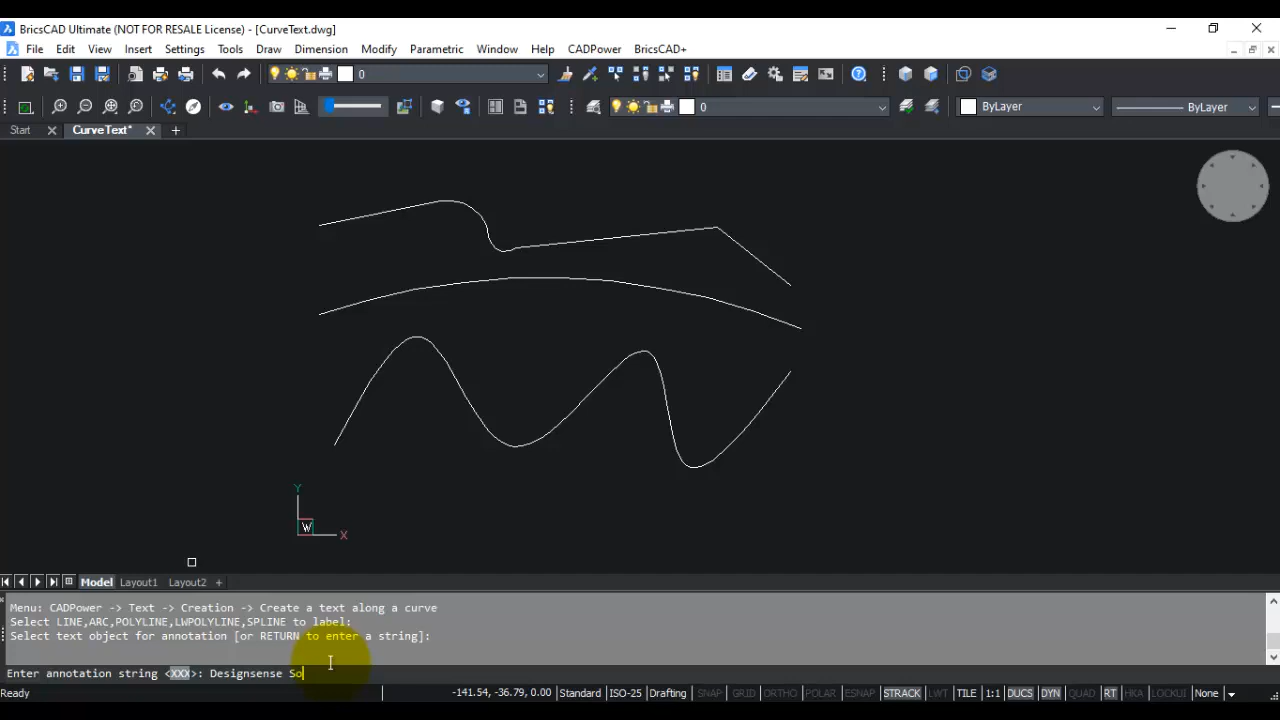 BricsCAD Ultimate (NOT FOR RESALE License) - [CurveText.dwg]
File Edit View Insert Settings Tools Draw Dimension Modify Parametric Window Help CADPower BricsCAD+
0
0 ByLayer ByLayer
Start CurveText*
Y
W X
Model Layout1 Layout2 +
Menu: CADPower -> Text -> Creation -> Create a text along a curve
Select LINE,ARC,POLYLINE,LWPOLYLINE,SPLINE to label:
Select text object for annotation [or RETURN to enter a string]:
Enter annotation string <XXX>: Designsense So
Ready -141.54, -36.79, 0.00 Standard ISO-25 Drafting SNAP GRID ORTHO POLAR ESNAP STRACK LWT TILE 1:1 DUCS DYN QUAD RT HKA LOCKUI None